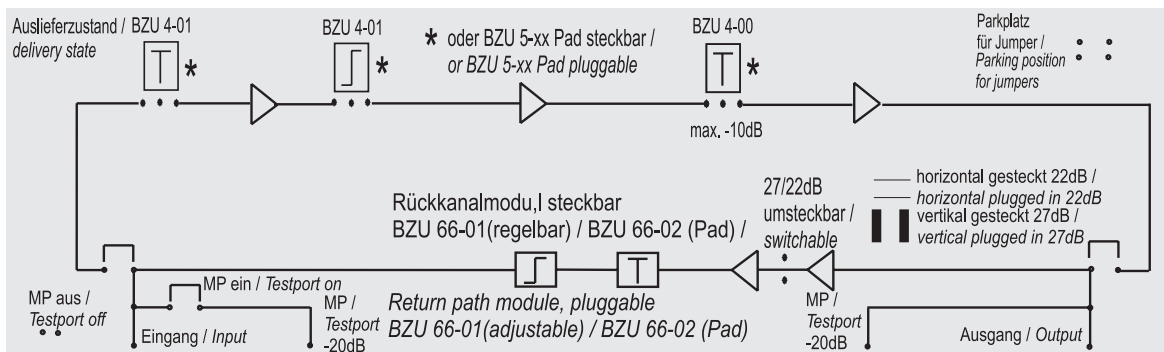 Auslieferzustand /
delivery state
BZU 4-01
*
BZU 4-01
*
* oder BZU 5-xx Pad steckbar /
or BZU 5-xx Pad pluggable
BZU 4-00
*
max. -10dB
Parkplatz
für Jumper /
Parking position
for jumpers
Rückkanalmodu,l steckbar
BZU 66-01(regelbar) / BZU 66-02 (Pad) /
27/22dB
umsteckbar /
switchable
horizontal gesteckt 22dB /
horizontal plugged in 22dB
vertikal gesteckt 27dB /
vertical plugged in 27dB
MP aus /
Testport off
MP ein / Testport on
Eingang / Input
MP /
Testport
-20dB
Return path module, pluggable
BZU 66-01(adjustable) / BZU 66-02 (Pad)
MP /
Testport
-20dB
Ausgang / Output